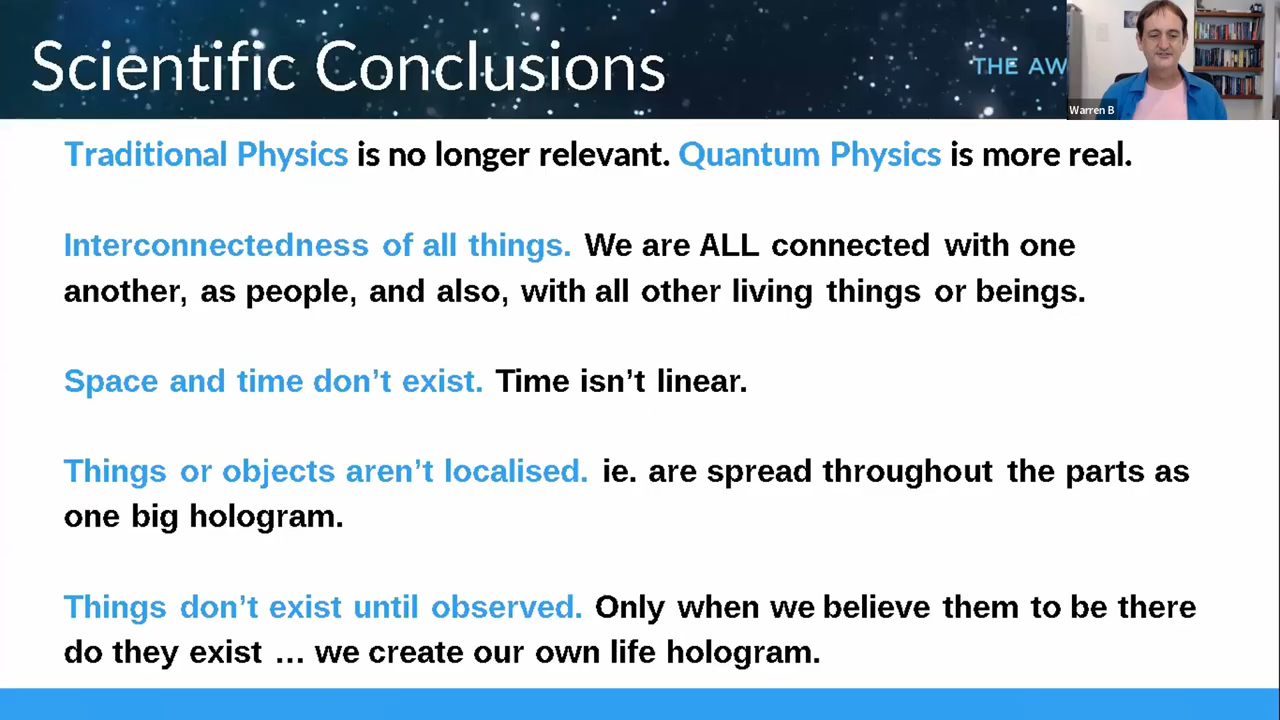 Scientific Conclusions
THE AW
Warren B
Traditional Physics is no longer relevant. Quantum Physics is more real.
Interconnectedness of all things. We are ALL connected with one
another, as people, and also, with all other living things or beings.
Space and time don’t exist. Time isn’t linear.
Things or objects aren’t localised. ie. are spread throughout the parts as
one big hologram.
Things don’t exist until observed. Only when we believe them to be there
do they exist … we create our own life hologram.